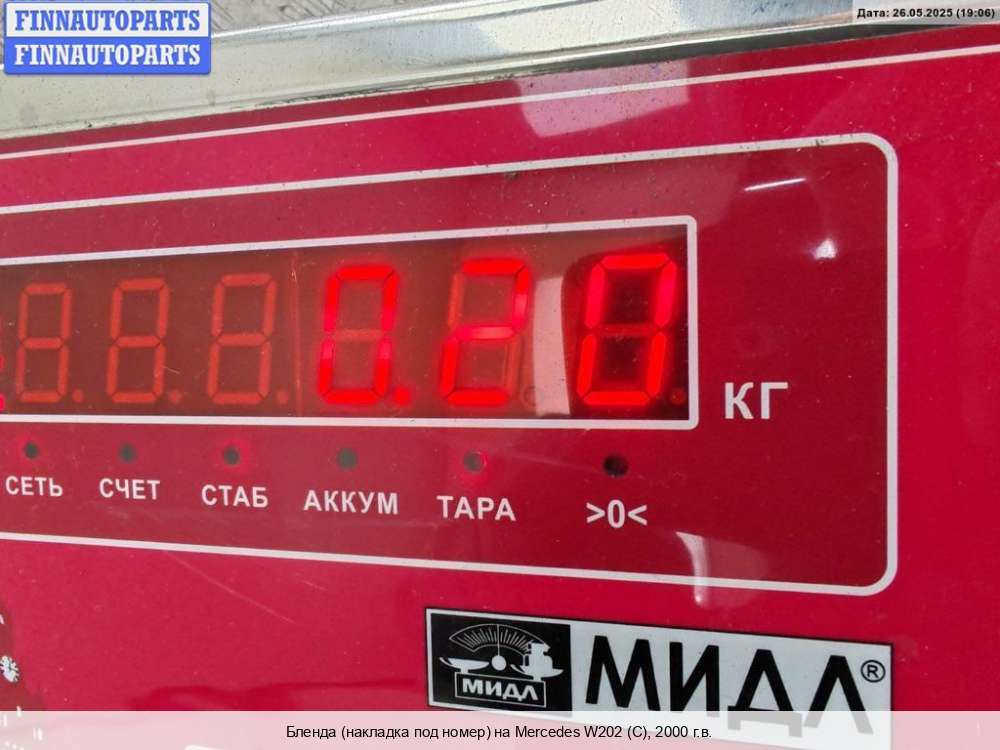 FINNAUTOPARTS
FINNAUTOPARTS
Дата: 26.05.2025 (19:06)
0.20
КГ
СЕТЬ СЧЕТ СТАБ АККУМ ТАРА >0<
МИДЛ
МИДЛ®
Бленда (накладка под номер) на Mercedes W202 (C), 2000 г.в.